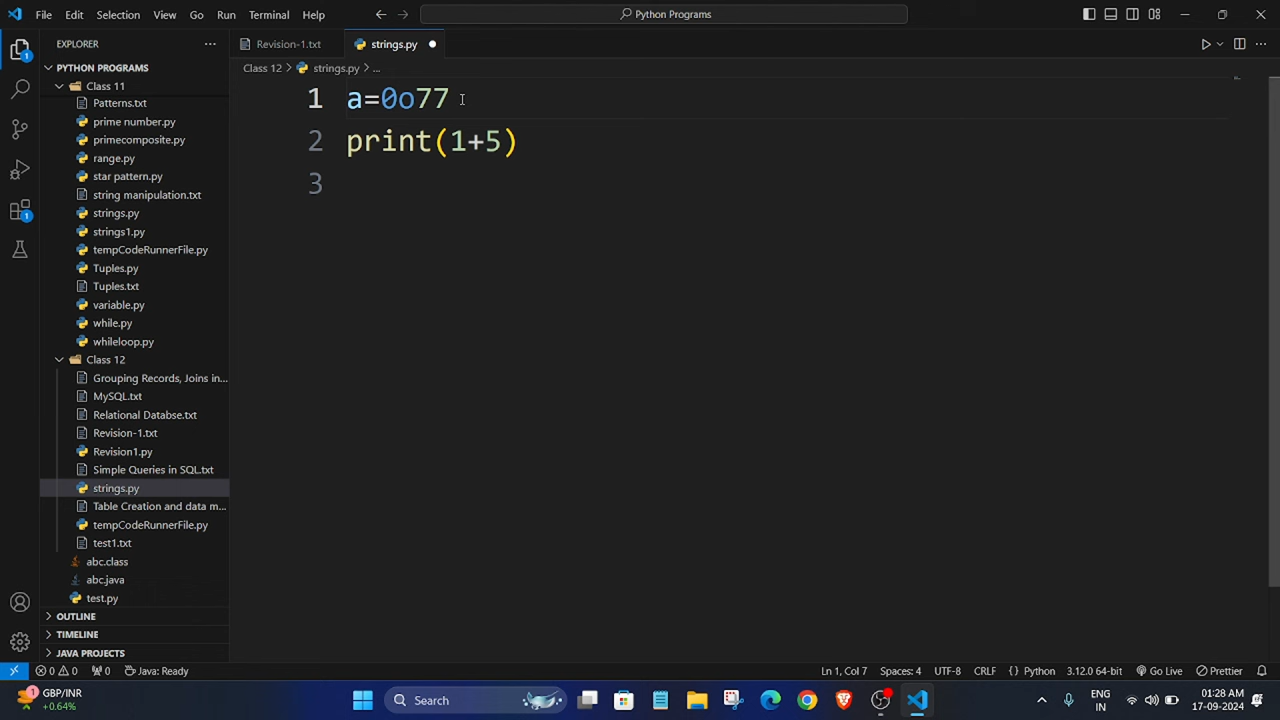 File Edit Selection View Go Run Terminal Help
Python Programs
EXPLORER
Revision-1.txt
strings.py
PYTHON PROGRAMS
Class 12 > strings.py > ...
Class 11
Patterns.txt
prime number.py
primecomposite.py
range.py
star pattern.py
string manipulation.txt
strings.py
strings1.py
tempCodeRunnerFile.py
Tuples.py
Tuples.txt
variable.py
while.py
whileloop.py
Class 12
Grouping Records, Joins in...
MySQL.txt
Relational Databse.txt
Revision-1.txt
Revision1.py
Simple Queries in SQL.txt
strings.py
Table Creation and data m...
tempCodeRunnerFile.py
test1.txt
abc.class
abc.java
test.py
OUTLINE
TIMELINE
JAVA PROJECTS
1 a=0o77
2 print(1+5)
3
1
1
0 0 0 Java: Ready
Ln 1, Col 7 Spaces: 4 UTF-8 CRLF {} Python 3.12.0 64-bit Go Live Prettier
1
GBP/INR
+0.64%
Search
ENG
IN
01:28 AM
17-09-2024